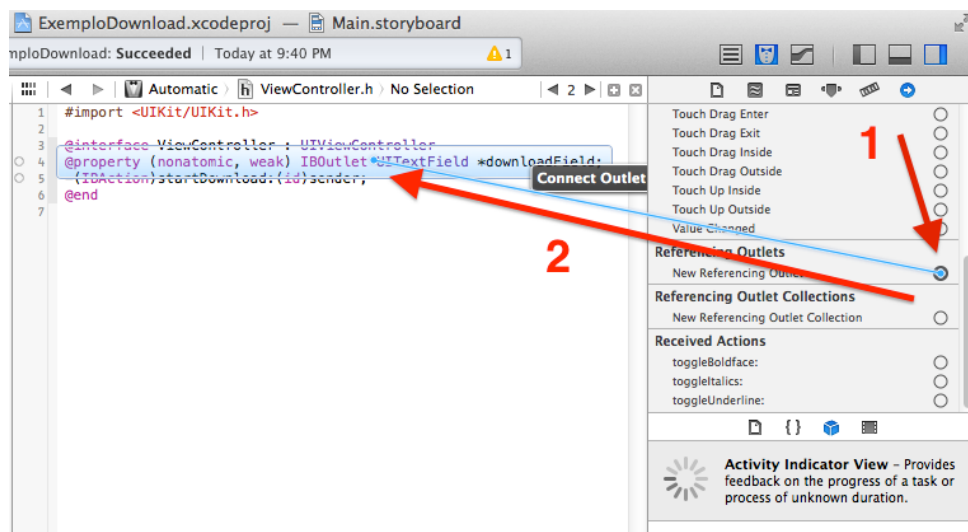 ExemploDownload.xcodeproj — Main.storyboard
mploDownload: Succeeded | Today at 9:40 PM 1
Automatic ViewController.h No Selection 2
1 #import <UIKit/UIKit.h>
2
3 @interface ViewController : UIViewController
4 @property (nonatomic, weak) IBOutlet UITextField *downloadField;
5 -(IBAction)startDownload:(id)sender;
6 @end
7
Connect Outlet
1
2
Touch Drag Enter
Touch Drag Exit
Touch Drag Inside
Touch Drag Outside
Touch Up Inside
Touch Up Outside
Value Changed
Referencing Outlets
New Referencing Outlet
Referencing Outlet Collections
New Referencing Outlet Collection
Received Actions
toggleBoldface:
toggleItalics:
toggleUnderline:
{}
Activity Indicator View – Provides
feedback on the progress of a task or
process of unknown duration.